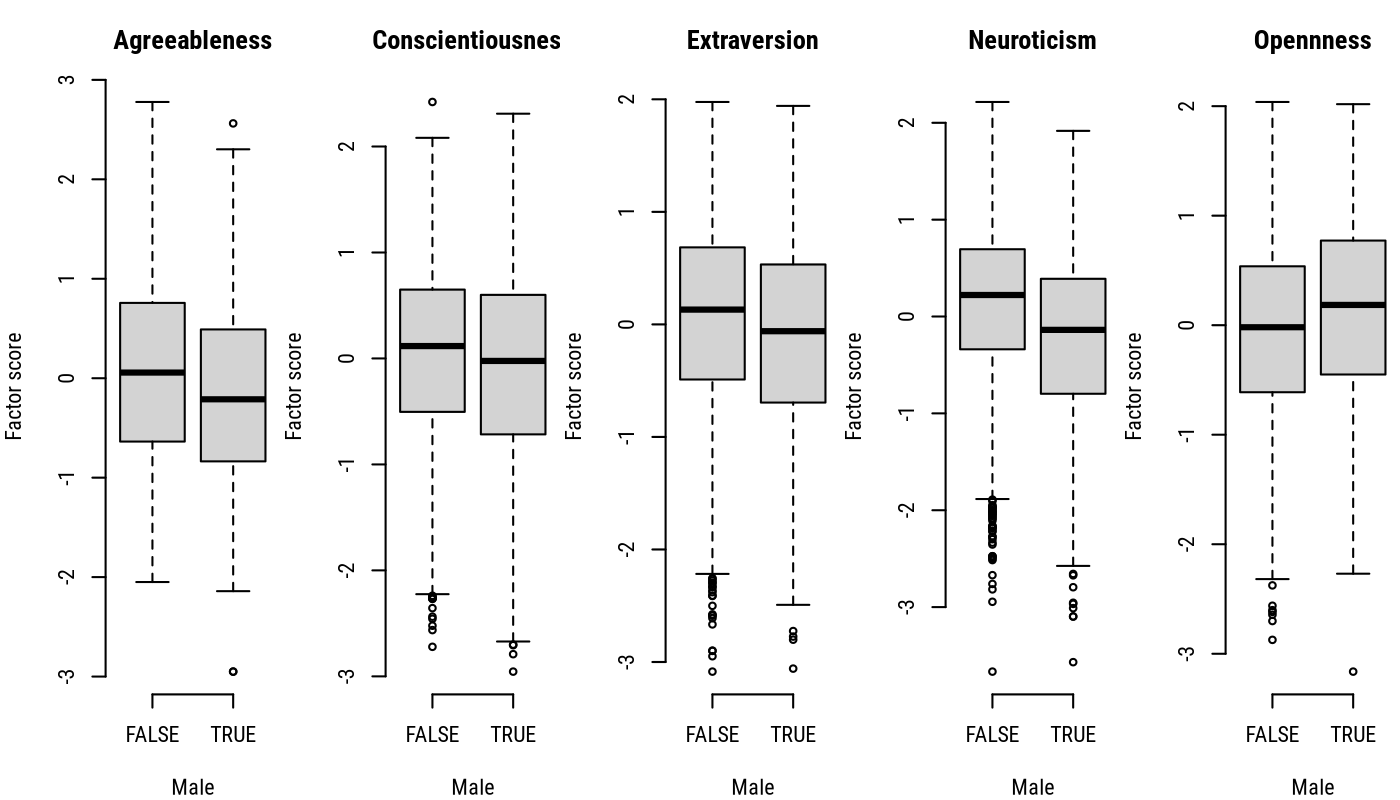 Agreeableness
3
2
1
0
-1
-2
-3
Factor score
FALSE TRUE
Male
Conscientiousnes
2
1
0
-1
-2
-3
Factor score
FALSE TRUE
Male
Extraversion
2
1
0
-1
-2
-3
Factor score
FALSE TRUE
Male
Neuroticism
2
1
0
-1
-2
-3
Factor score
FALSE TRUE
Male
Opennness
2
1
0
-1
-2
-3
Factor score
FALSE TRUE
Male